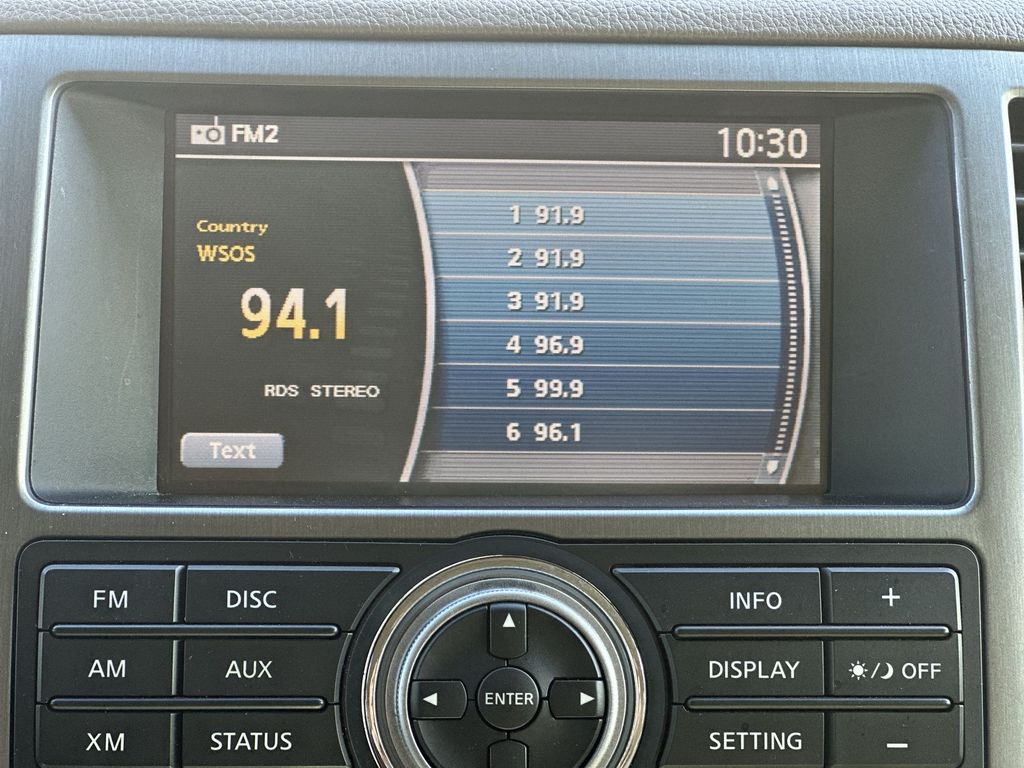 FM2
10:30
Country
WSOS
94.1
RDS STEREO
Text
1 91.9
2 91.9
3 91.9
4 96.9
5 99.9
6 96.1
FM
DISC
INFO
+
AM
AUX
ENTER
DISPLAY
/ OFF
XM
STATUS
SETTING
−